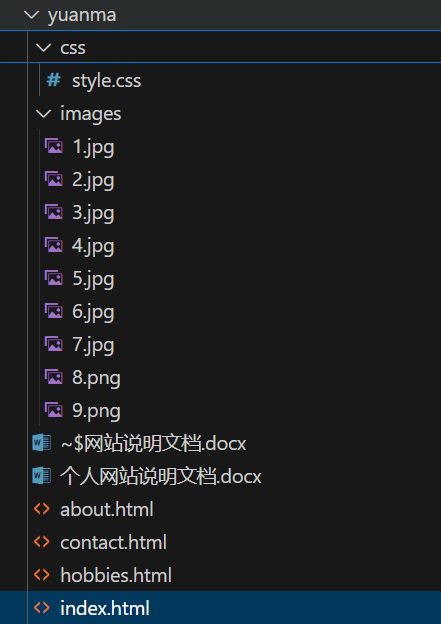 yuanma
css
# style.css
images
1.jpg
2.jpg
3.jpg
4.jpg
5.jpg
6.jpg
7.jpg
8.png
9.png
~$网站说明文档.docx
个人网站说明文档.docx
<> about.html
<> contact.html
<> hobbies.html
<> index.html